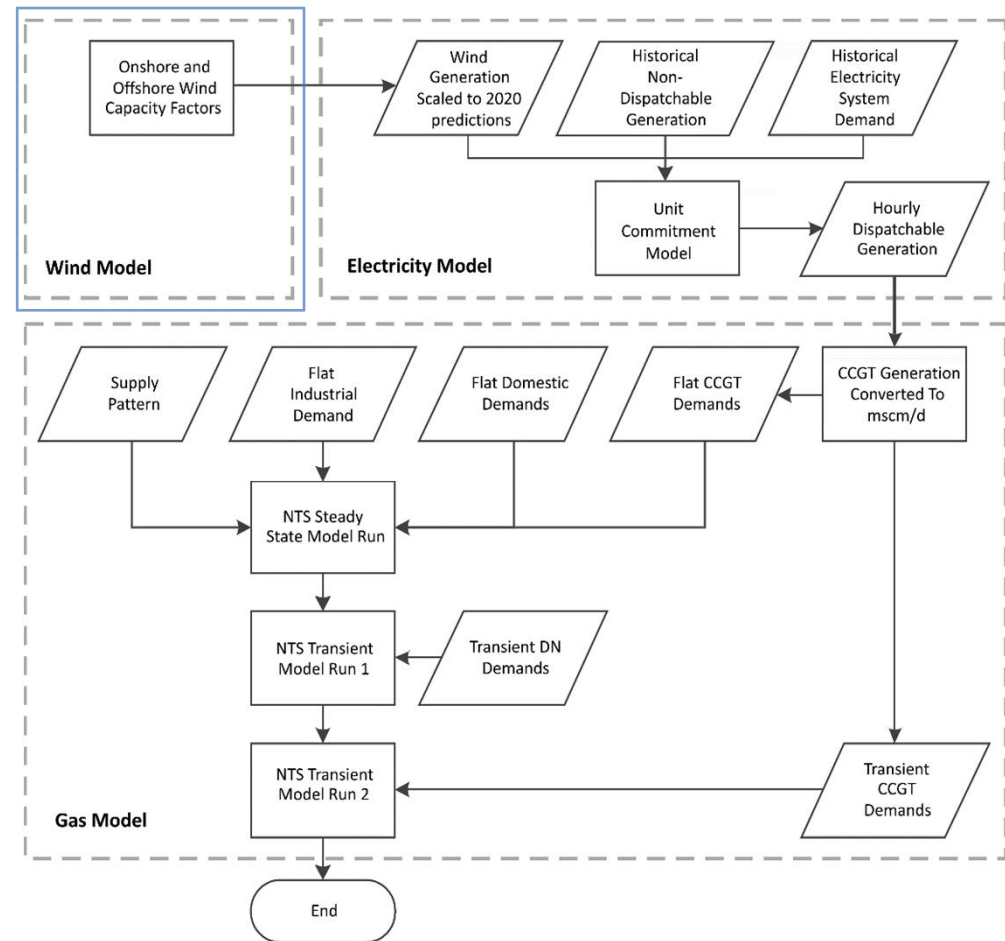 Onshore and
Offshore Wind
Capacity Factors
Wind Model
Wind
Generation
Scaled to 2020
predictions
Historical
Non-
Dispatchable
Generation
Historical
Electricity
System
Demand
Unit
Commitment
Model
Hourly
Dispatchable
Generation
Electricity Model
Supply
Pattern
Flat
Industrial
Demand
Flat Domestic
Demands
Flat CCGT
Demands
CCGT Generation
Converted To
mscm/d
NTS Steady
State Model Run
NTS Transient
Model Run 1
Transient DN
Demands
NTS Transient
Model Run 2
Transient
CCGT
Demands
Gas Model
End